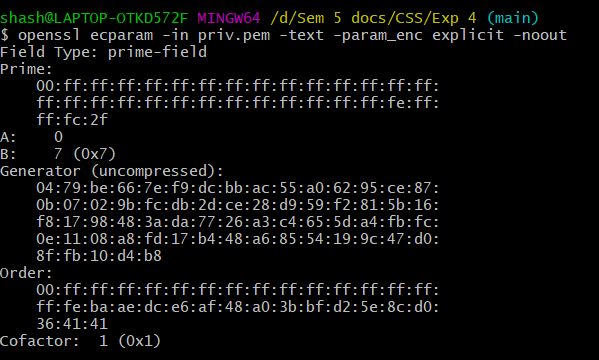 shash@LAPTOP-OTKD572F MINGW64 /d/Sem 5 docs/CSS/Exp 4 (main)
$ openssl ecparam -in priv.pem -text -param_enc explicit -noout
Field Type: prime-field
Prime:
    00:ff:ff:ff:ff:ff:ff:ff:ff:ff:ff:ff:ff:ff:ff:
    ff:ff:ff:ff:ff:ff:ff:ff:ff:ff:ff:ff:ff:fe:ff:
    ff:fc:2f
A:    0
B:    7 (0x7)
Generator (uncompressed):
    04:79:be:66:7e:f9:dc:bb:ac:55:a0:62:95:ce:87:
    0b:07:02:9b:fc:db:2d:ce:28:d9:59:f2:81:5b:16:
    f8:17:98:48:3a:da:77:26:a3:c4:65:5d:a4:fb:fc:
    0e:11:08:a8:fd:17:b4:48:a6:85:54:19:9c:47:d0:
    8f:fb:10:d4:b8
Order:
    00:ff:ff:ff:ff:ff:ff:ff:ff:ff:ff:ff:ff:ff:ff:
    ff:fe:ba:ae:dc:e6:af:48:a0:3b:bf:d2:5e:8c:d0:
    36:41:41
Cofactor:  1 (0x1)